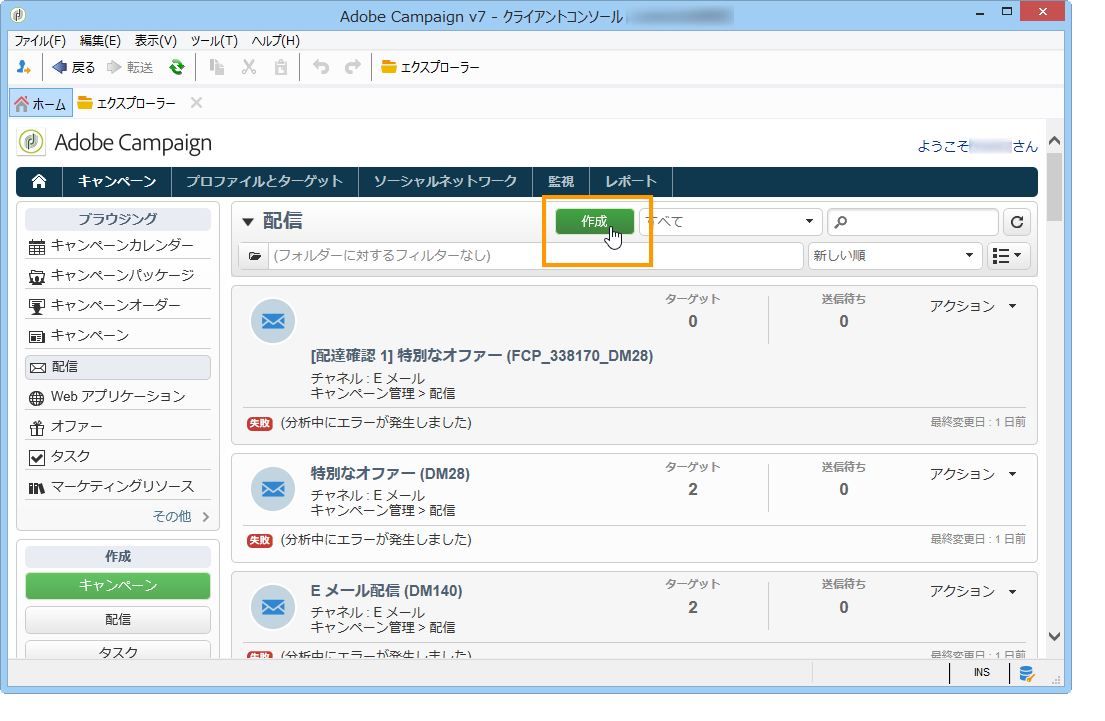 Adobe Campaign v7 - クライアントコンソール
ファイル(F) 編集(E) 表示(V) ツール(T) ヘルプ(H)
戻る 転送 エクスプローラー
ホーム エクスプローラー
Adobe Campaign
ようこそ さん
キャンペーン プロファイルとターゲット ソーシャルネットワーク 監視 レポート
ブラウジング
キャンペーンカレンダー
キャンペーンパッケージ
キャンペーンオーダー
キャンペーン
配信
Web アプリケーション
オファー
タスク
マーケティングリソース
その他
作成
キャンペーン
配信
タスク
配信 作成 すべて
(フォルダーに対するフィルターなし) 新しい順
ターゲット 送信待ち アクション
0 0
[配達確認 1] 特別なオファー (FCP_338170_DM28)
チャネル : E メール
キャンペーン管理 > 配信
失敗 (分析中にエラーが発生しました) 最終変更日 : 1 日前
特別なオファー (DM28) ターゲット 送信待ち アクション
2 0
チャネル : E メール
キャンペーン管理 > 配信
失敗 (分析中にエラーが発生しました) 最終変更日 : 1 日前
E メール配信 (DM140) ターゲット 送信待ち アクション
2 0
チャネル : E メール
キャンペーン管理 > 配信
失敗 (分析中にエラーが発生しました) 最終変更日 : 1 日前
INS